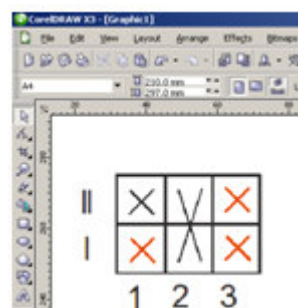 CorelDRAW X3 - [Graphic1]
File Edit View Layout Arrange Effects Bitmaps
A4 210.0 mm
297.0 mm
II
I
1 2 3